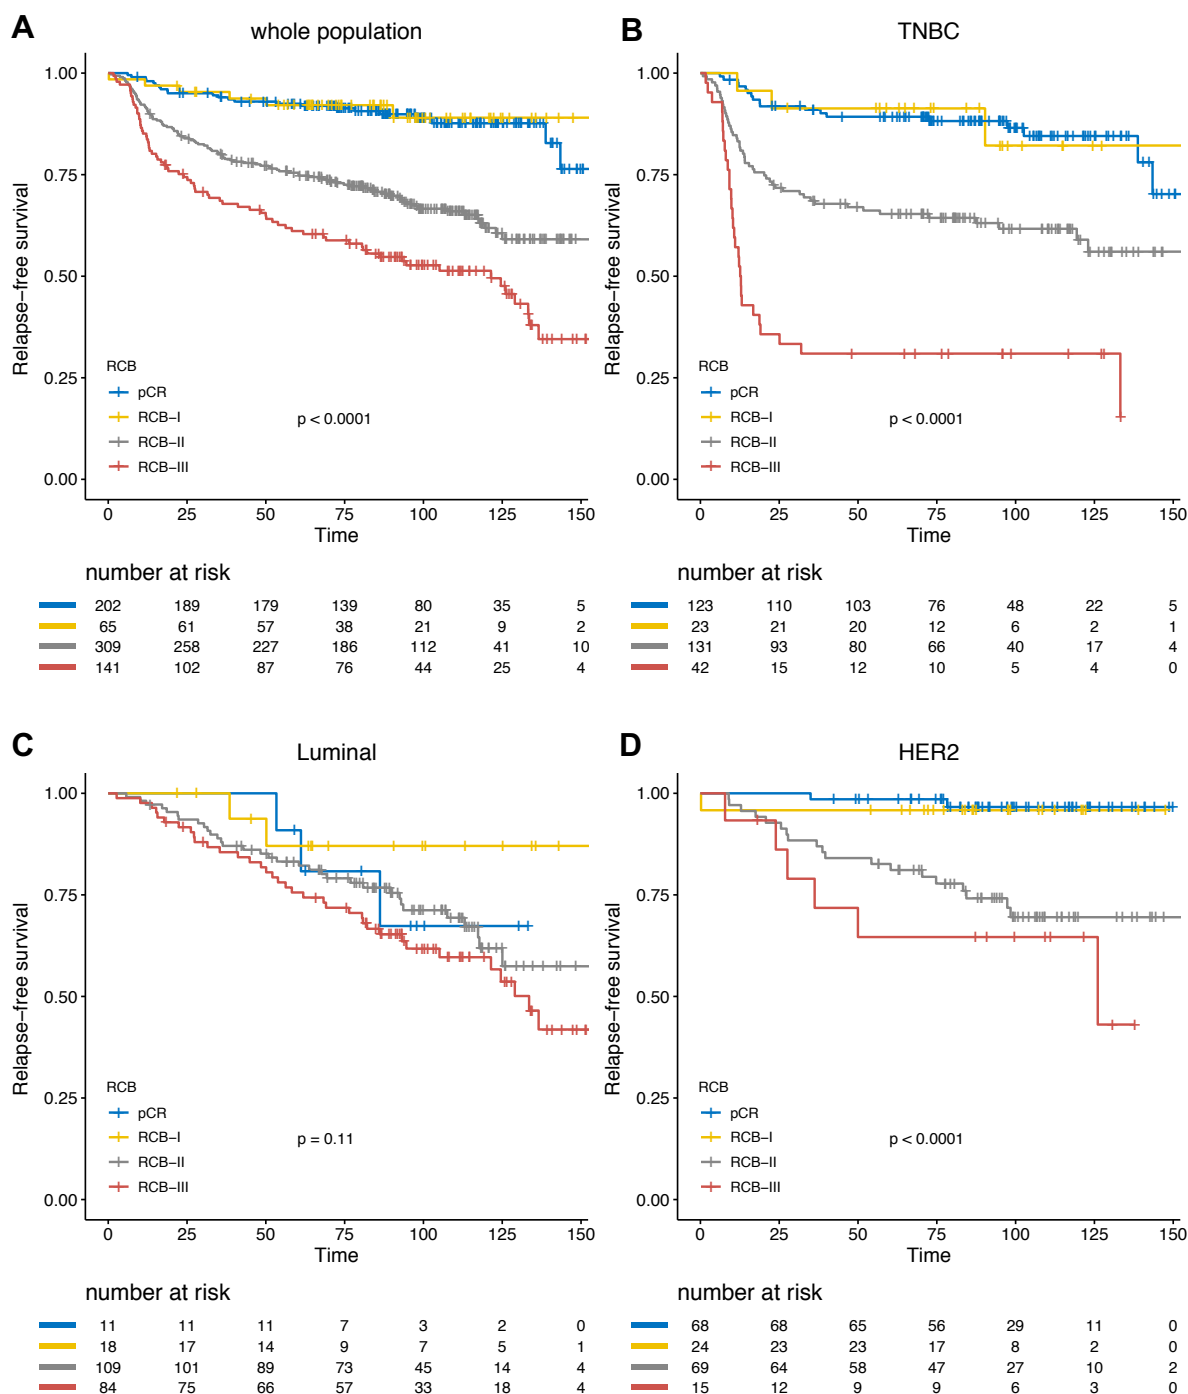 A
whole population
Relapse−free survival
1.00
0.75
0.50
0.25
0.00
RCB
pCR
RCB−I
RCB−II
RCB−III
p < 0.0001
0 25 50 75 100 125 150
Time
number at risk
202 189 179 139 80 35 5
65 61 57 38 21 9 2
309 258 227 186 112 41 10
141 102 87 76 44 25 4
B
TNBC
Relapse−free survival
1.00
0.75
0.50
0.25
0.00
RCB
pCR
RCB−I
RCB−II
RCB−III
p < 0.0001
0 25 50 75 100 125 150
Time
number at risk
123 110 103 76 48 22 5
23 21 20 12 6 2 1
131 93 80 66 40 17 4
42 15 12 10 5 4 0
C
Luminal
Relapse−free survival
1.00
0.75
0.50
0.25
0.00
RCB
pCR
RCB−I
RCB−II
RCB−III
p = 0.11
0 25 50 75 100 125 150
Time
number at risk
11 11 11 7 3 2 0
18 17 14 9 7 5 1
109 101 89 73 45 14 4
84 75 66 57 33 18 4
D
HER2
Relapse−free survival
1.00
0.75
0.50
0.25
0.00
RCB
pCR
RCB−I
RCB−II
RCB−III
p < 0.0001
0 25 50 75 100 125 150
Time
number at risk
68 68 65 56 29 11 0
24 23 23 17 8 2 0
69 64 58 47 27 10 2
15 12 9 9 6 3 0